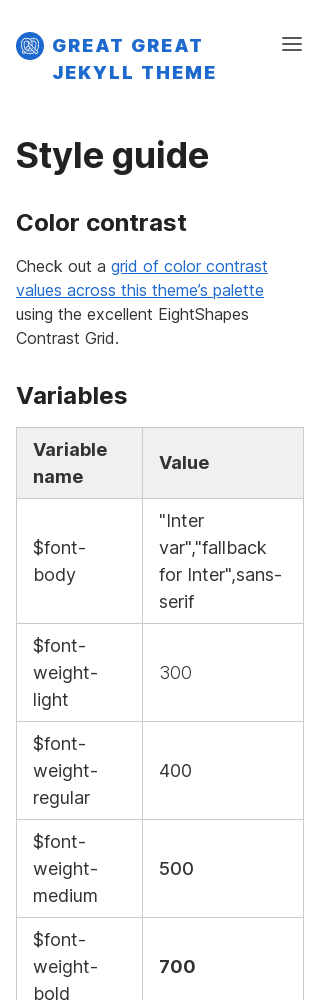 GREAT GREAT
JEKYLL THEME
Style guide
Color contrast
Check out a grid of color contrast
values across this theme’s palette
using the excellent EightShapes
Contrast Grid.
Variables
Variable
name
Value
$font-
body
"Inter
var","fallback
for Inter",sans-
serif
$font-
weight-
light
300
$font-
weight-
regular
400
$font-
weight-
medium
500
$font-
weight-
bold
700